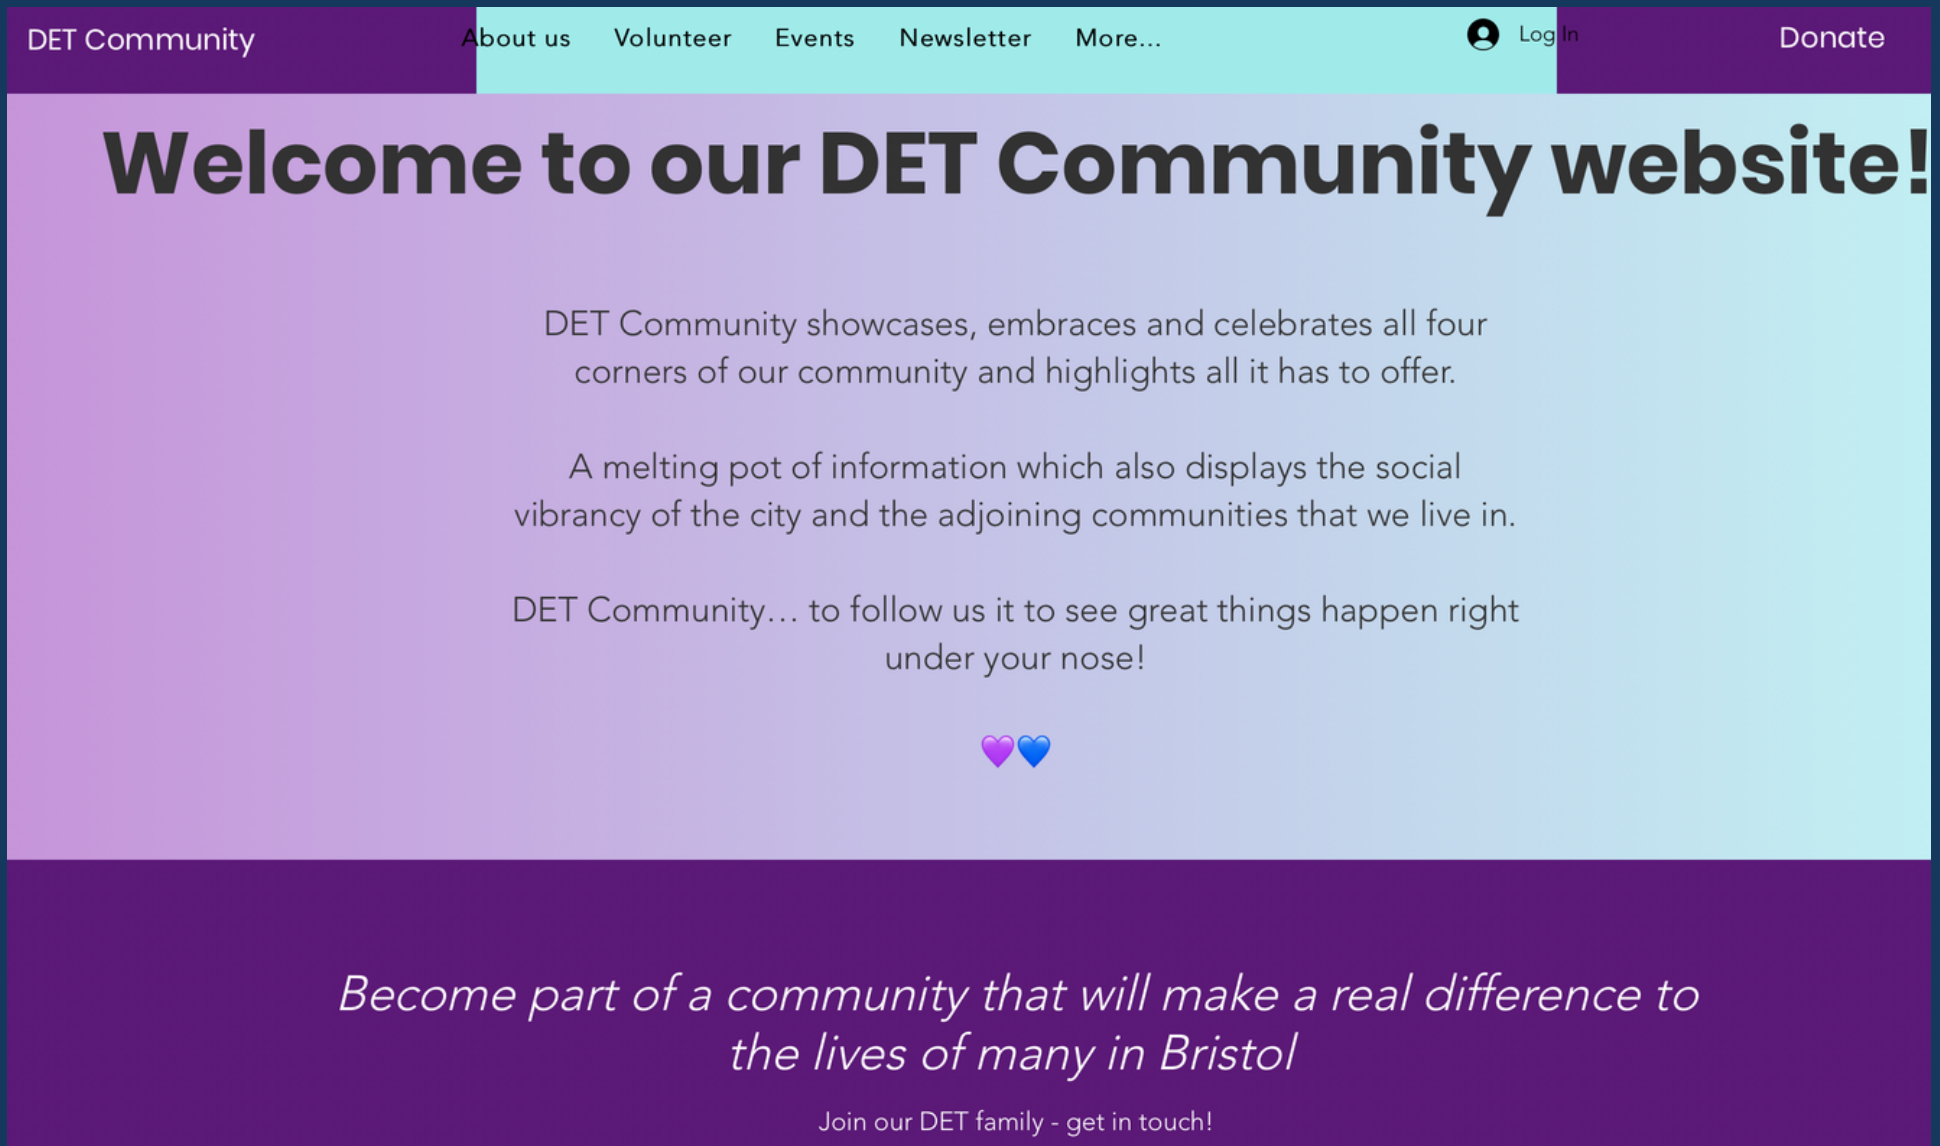 DET Community
About us Volunteer Events Newsletter More...
Log In
Donate
Welcome to our DET Community website!
DET Community showcases, embraces and celebrates all four
corners of our community and highlights all it has to offer.
A melting pot of information which also displays the social
vibrancy of the city and the adjoining communities that we live in.
DET Community... to follow us it to see great things happen right
under your nose!
💜💙
Become part of a community that will make a real difference to
the lives of many in Bristol
Join our DET family - get in touch!